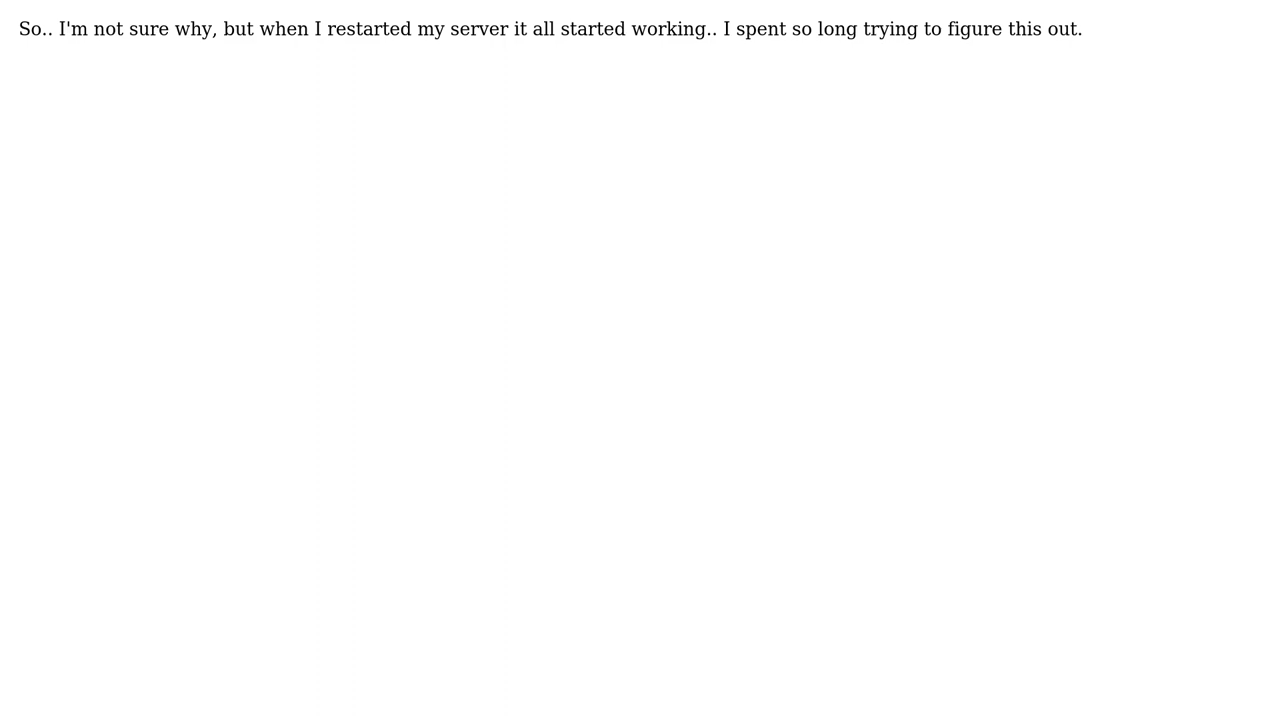 So.. I'm not sure why, but when I restarted my server it all started working.. I spent so long trying to figure this out.